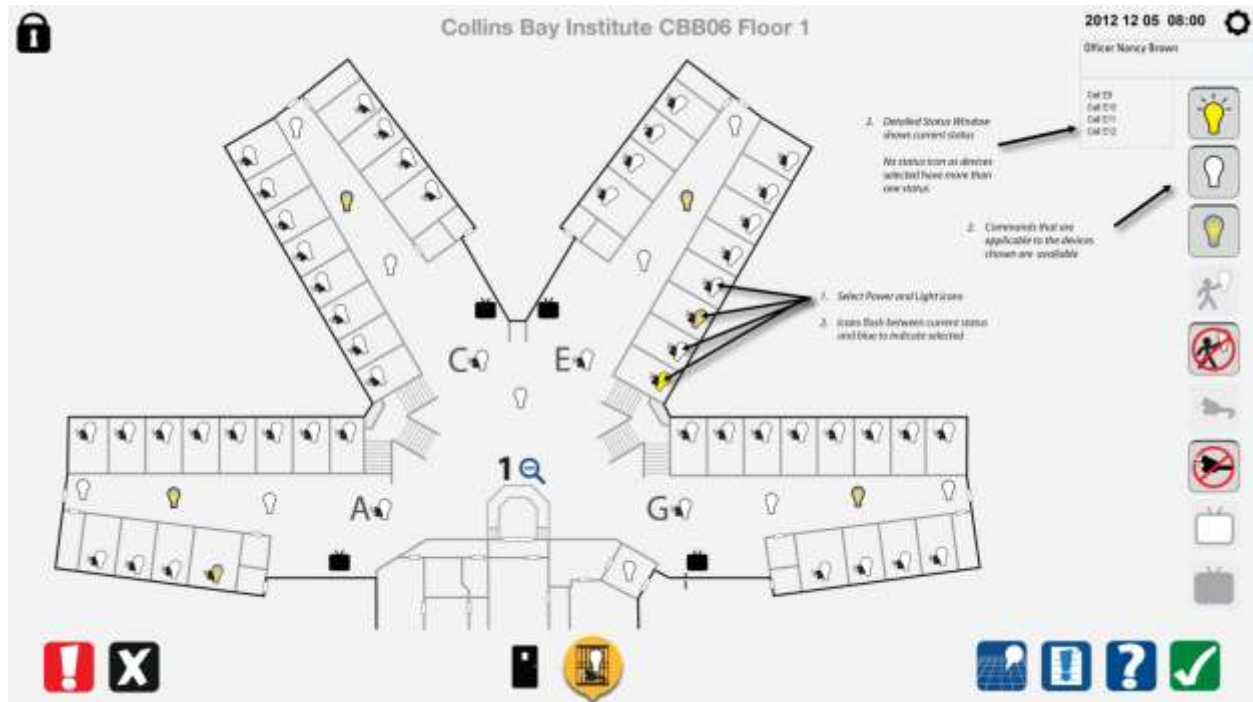 Collins Bay Institute CBB06 Floor 1
2012 12 05 08:00
Officer Nancy Brown
Cell E9
Cell E10
Cell E11
Cell E12
2. Detailed Status Window
shows current status
No status icon as devices
selected have more than
one status
2. Commands that are
applicable to the devices
chosen are available
1. Select Power and Light icons
2. Icons flash between current status
and blue to indicate selected
C
E
1
A
G